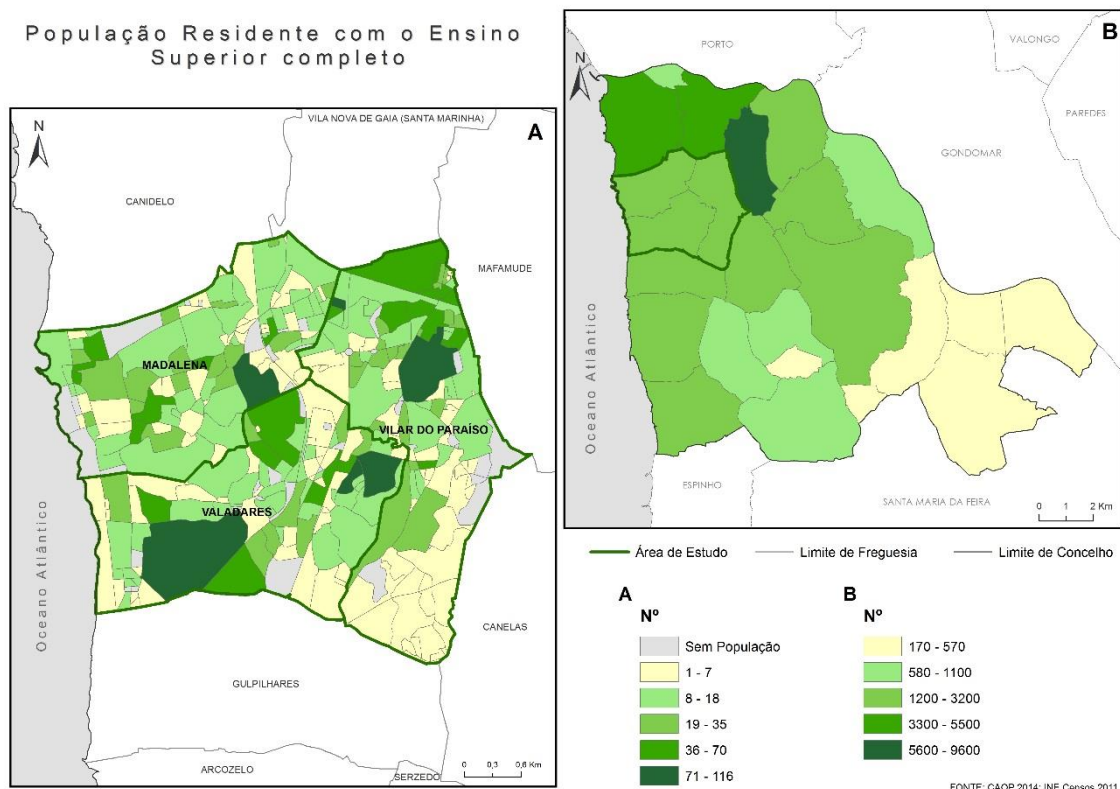 População Residente com o Ensino
Superior completo
A
N
VILA NOVA DE GAIA (SANTA MARINHA)
CANIDELO
MAFAMUDE
MADALENA
VILAR DO PARAÍSO
VALADARES
Oceano Atlântico
CANELAS
GULPILHARES
ARCOZELO
SERZEDO
0 0,3 0,6 Km
B
N
PORTO
VALONGO
PAREDES
GONDOMAR
Oceano Atlântico
ESPINHO
SANTA MARIA DA FEIRA
0 1 2 Km
Área de Estudo Limite de Freguesia Limite de Concelho
A
Nº
Sem População
1 - 7
8 - 18
19 - 35
36 - 70
71 - 116
B
Nº
170 - 570
580 - 1100
1200 - 3200
3300 - 5500
5600 - 9600
FONTE: CAOP 2014; INE Censos 2011